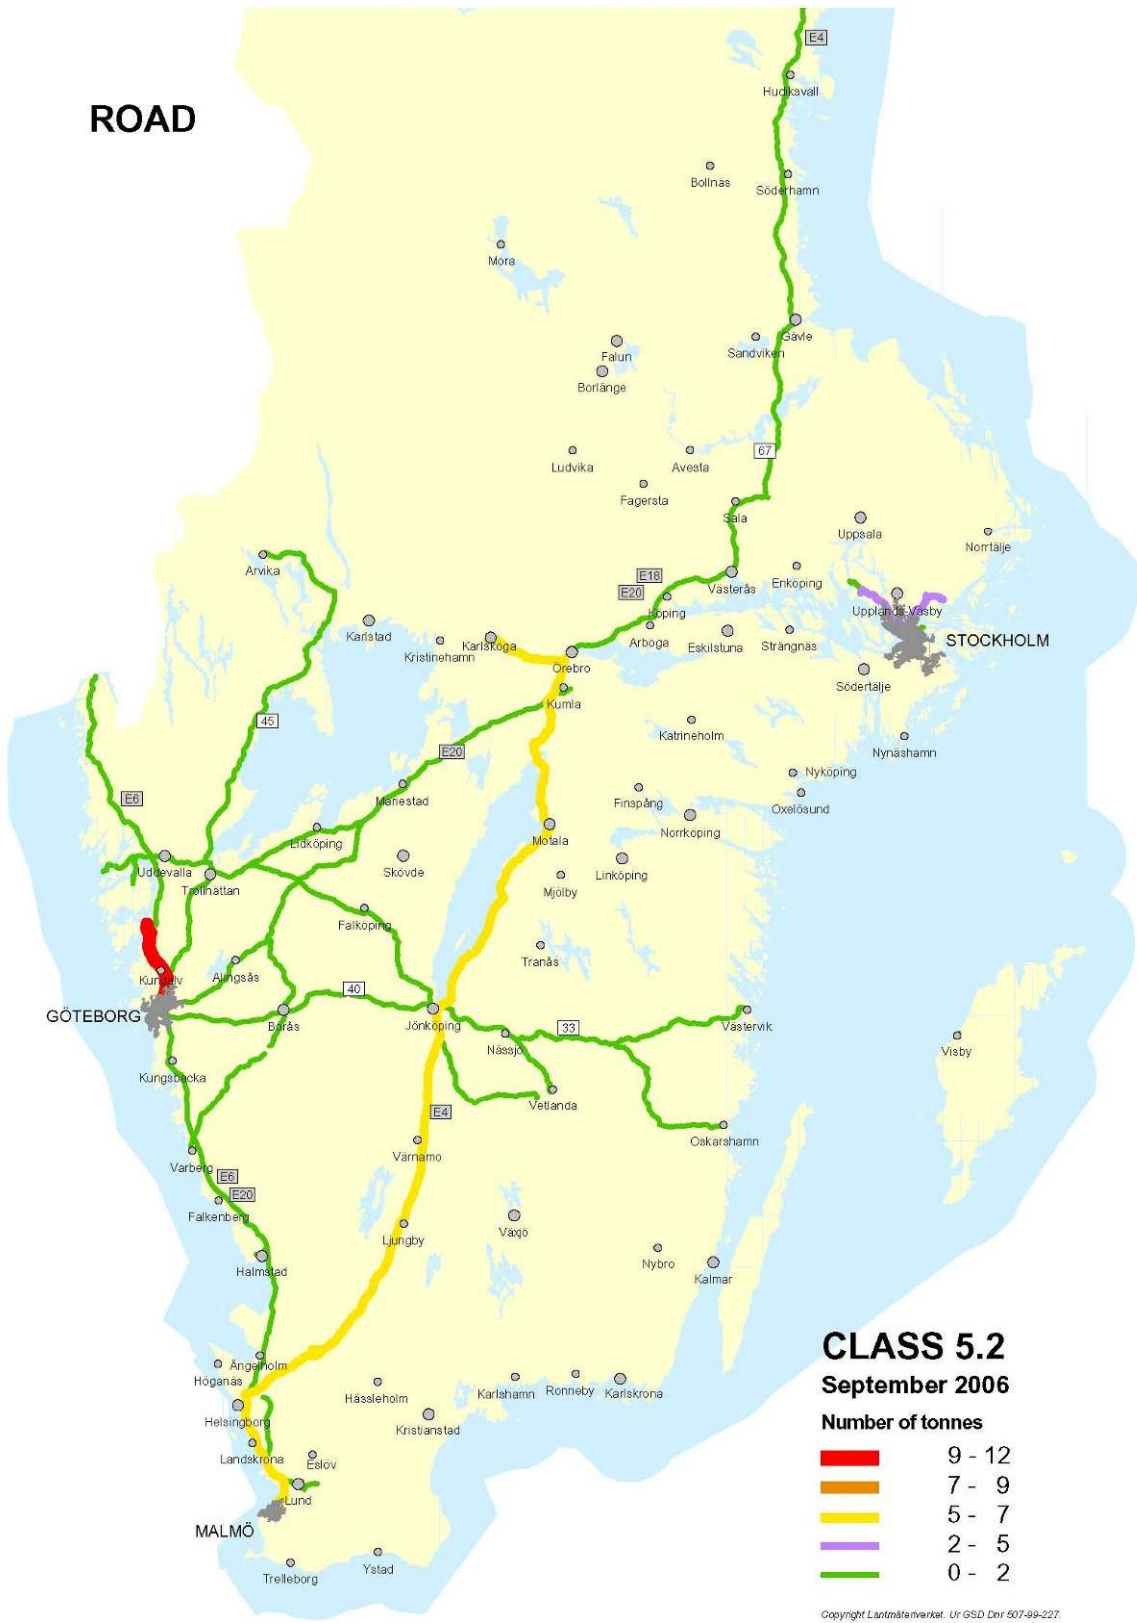 E4
Hudiksvall
ROAD
Bollnäs
Söderhamn
Mora
Gävle
Sandviken
Falun
Borlänge
67
Ludvika
Avesta
Fagersta
Sala
Uppsala
Norrtälje
Arvika
E18
E20
Västerås
Enköping
Köping
Upplands-Väsby
Karlstad
Kristinehamn
Karlskoga
Arboga
Eskilstuna
Strängnäs
STOCKHOLM
Örebro
Södertälje
Kumla
45
Katrineholm
Nynäshamn
E20
Nyköping
E6
Mariestad
Finspång
Oxelösund
Norrköping
Lidköping
Motala
Uddevalla
Trollhättan
Skövde
Linköping
Mjölby
Falköping
Tranås
Kungälv
Alingsås
40
GÖTEBORG
Borås
Jönköping
33
Västervik
Nässjö
Visby
Kungsbacka
Vetlanda
E4
Oskarshamn
Värnamo
Varberg
E6
E20
Falkenberg
Ljungby
Växjö
Nybro
Kalmar
Halmstad
Ängelholm
Höganäs
Hässleholm
Karlshamn
Ronneby
Karlskrona
Helsingborg
Kristianstad
Landskrona
Eslöv
Lund
MALMÖ
Trelleborg
Ystad
CLASS 5.2
September 2006
Number of tonnes
9 - 12
7 - 9
5 - 7
2 - 5
0 - 2
Copyright Lantmäteriverket. Ur GSD Dnr 507-99-227.